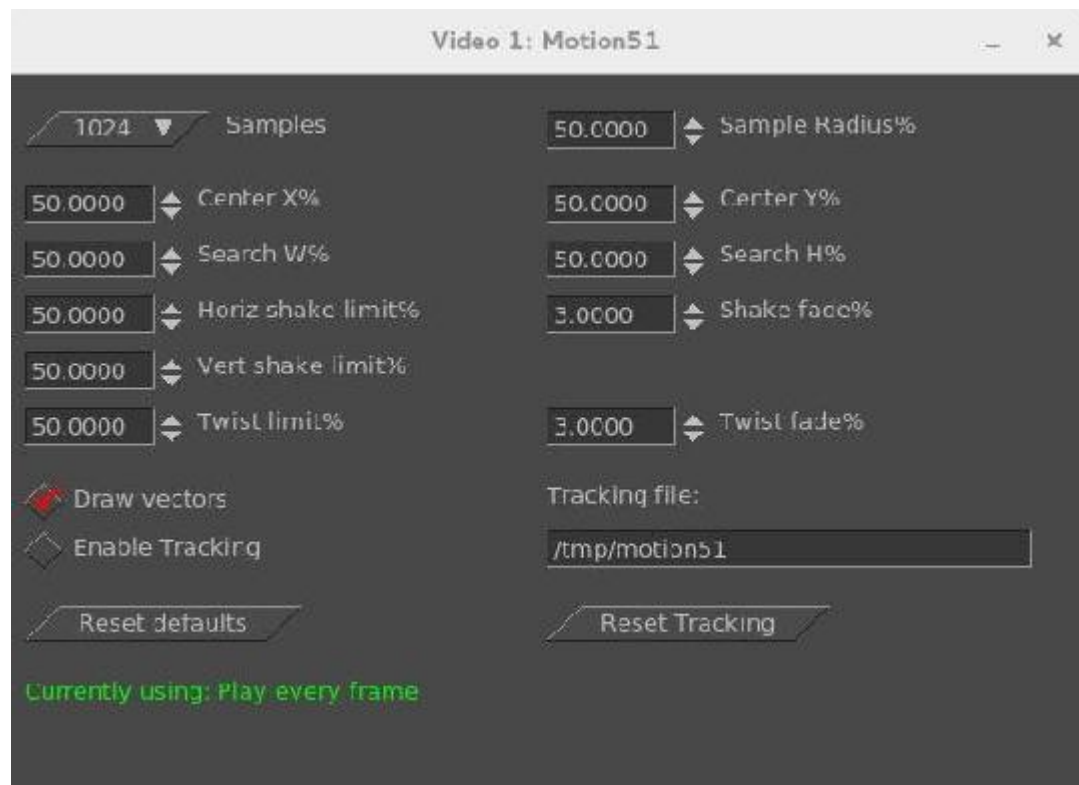 Video 1: Motion51
1024 Samples 50.0000 Sample Radius%
50.0000 Center X% 50.0000 Center Y%
50.0000 Search W% 50.0000 Search H%
50.0000 Horiz shake limit% 3.0000 Shake fade%
50.0000 Vert shake limit%
50.0000 Twist limit% 3.0000 Twist fade%
Draw vectors Tracking file:
Enable Tracking /tmp/motion51
Reset defaults Reset Tracking
Currently using: Play every frame